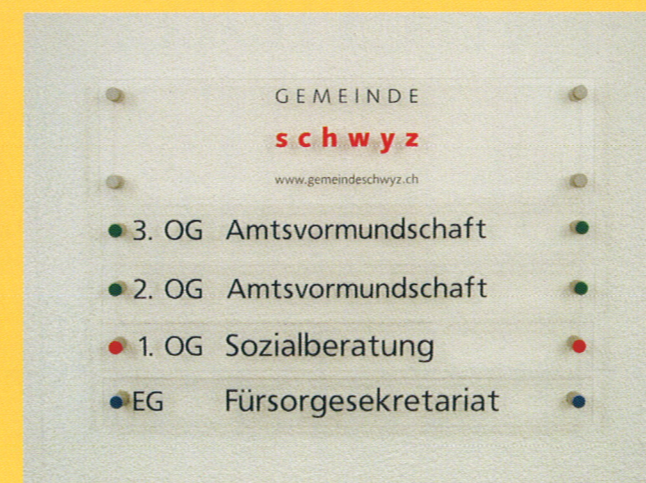 GEMEINDE
schwyz
www.gemeindeschwyz.ch
3. OG Amtsvormundschaft
2. OG Amtsvormundschaft
1. OG Sozialberatung
EG Fürsorgesekretariat